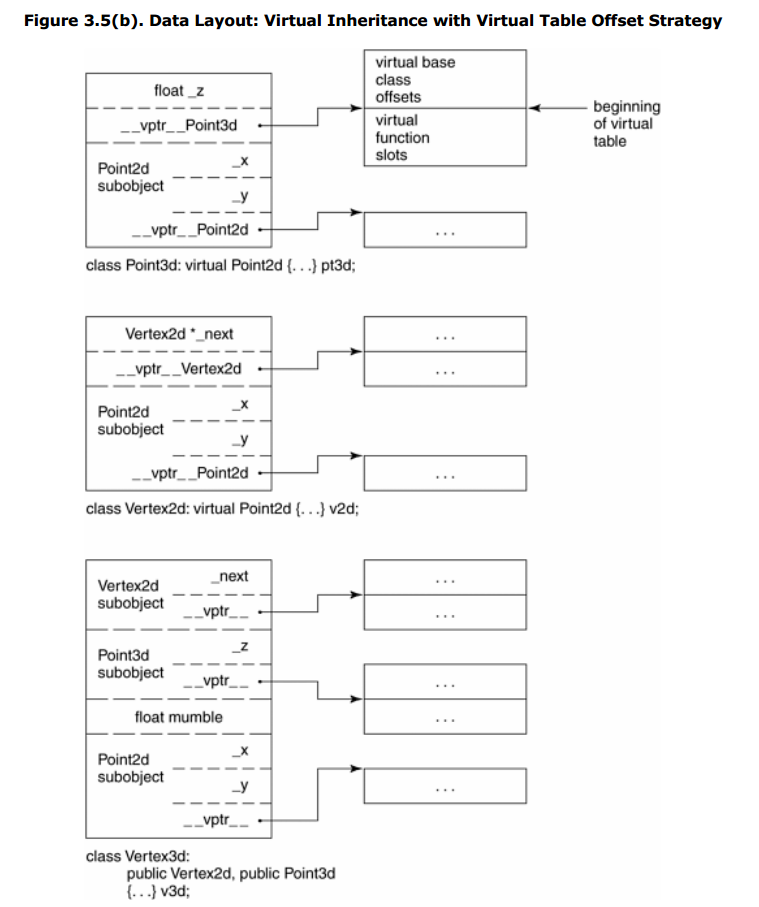 Figure 3.5(b). Data Layout: Virtual Inheritance with Virtual Table Offset Strategy
float _z
__vptr__Point3d
Point2d
subobject
_x
_y
__vptr__Point2d
virtual base
class
offsets
virtual
function
slots
beginning
of virtual
table
...
class Point3d: virtual Point2d {. . .} pt3d;
Vertex2d *_next
__vptr__Vertex2d
Point2d
subobject
_x
_y
__vptr__Point2d
...
...
...
class Vertex2d: virtual Point2d {. . .} v2d;
Vertex2d
subobject
_next
__vptr__
Point3d
subobject
_z
__vptr__
float mumble
Point2d
subobject
_x
_y
__vptr__
...
...
...
...
...
class Vertex3d:
public Vertex2d, public Point3d
{. . .} v3d;